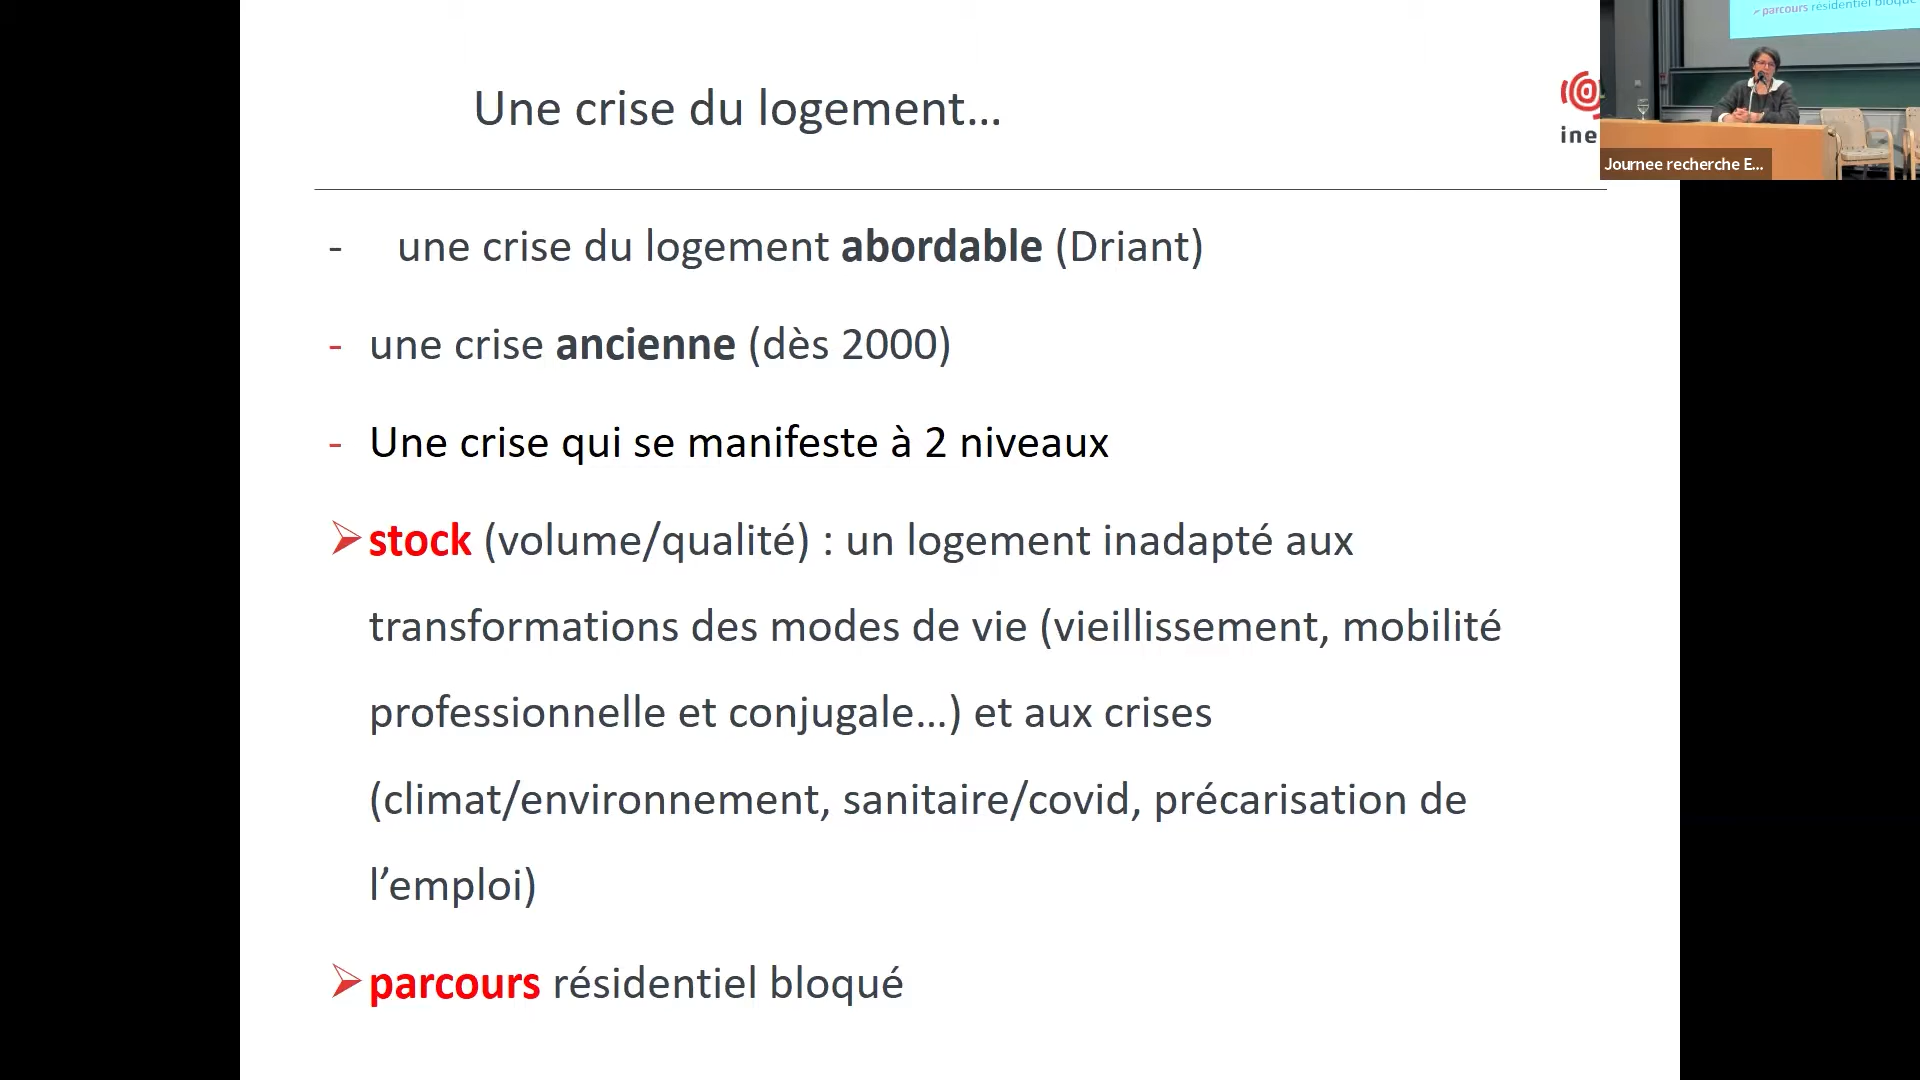 Une crise du logement...
ine
parcours résidentiel bloqué
Journee recherche E...
- une crise du logement abordable (Driant)
- une crise ancienne (dès 2000)
- Une crise qui se manifeste à 2 niveaux
➢ stock (volume/qualité) : un logement inadapté aux
transformations des modes de vie (vieillissement, mobilité
professionnelle et conjugale...) et aux crises
(climat/environnement, sanitaire/covid, précarisation de
l’emploi)
➢ parcours résidentiel bloqué